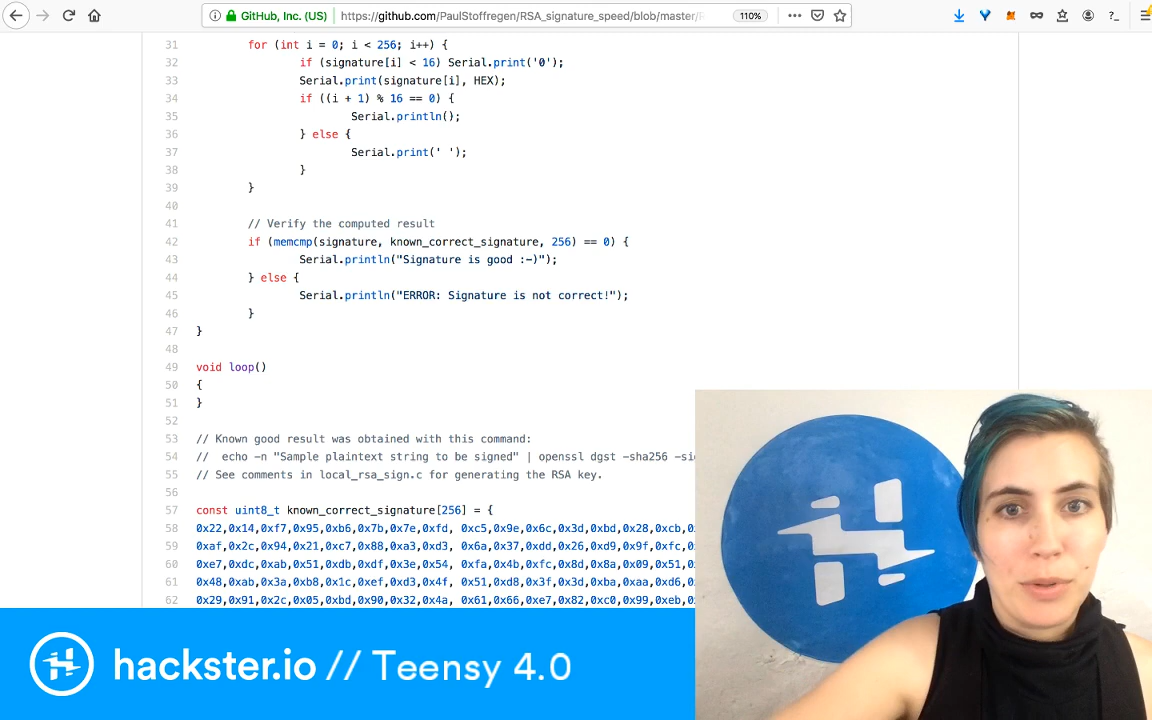 GitHub, Inc. (US) https://github.com/PaulStoffregen/RSA_signature_speed/blob/master/R 110%
31 for (int i = 0; i < 256; i++) {
32 if (signature[i] < 16) Serial.print('0');
33 Serial.print(signature[i], HEX);
34 if ((i + 1) % 16 == 0) {
35 Serial.println();
36 } else {
37 Serial.print(' ');
38 }
39 }
40
41 // Verify the computed result
42 if (memcmp(signature, known_correct_signature, 256) == 0) {
43 Serial.println("Signature is good :-)");
44 } else {
45 Serial.println("ERROR: Signature is not correct!");
46 }
47 }
48
49 void loop()
50 {
51 }
52
53 // Known good result was obtained with this command:
54 // echo -n "Sample plaintext string to be signed" | openssl dgst -sha256 -si
55 // See comments in local_rsa_sign.c for generating the RSA key.
56
57 const uint8_t known_correct_signature[256] = {
58 0x22,0x14,0xf7,0x95,0xb6,0x7b,0x7e,0xfd, 0xc5,0x9e,0x6c,0x3d,0xbd,0x28,0xcb,0
59 0xaf,0x2c,0x94,0x21,0xc7,0x88,0xa3,0xd3, 0x6a,0x37,0xdd,0x26,0xd9,0x9f,0xfc,0
60 0xe7,0xdc,0xab,0x51,0xdb,0xdf,0x3e,0x54, 0xfa,0x4b,0xfc,0x8d,0x8a,0x09,0x51,0
61 0x48,0xab,0x3a,0xb8,0x1c,0xef,0xd3,0x4f, 0x51,0xd8,0x3f,0x3d,0xba,0xaa,0xd6,0
62 0x29,0x91,0x2c,0x05,0xbd,0x90,0x32,0x4a, 0x61,0x66,0xe7,0x82,0xc0,0x99,0xeb,0
hackster.io // Teensy 4.0